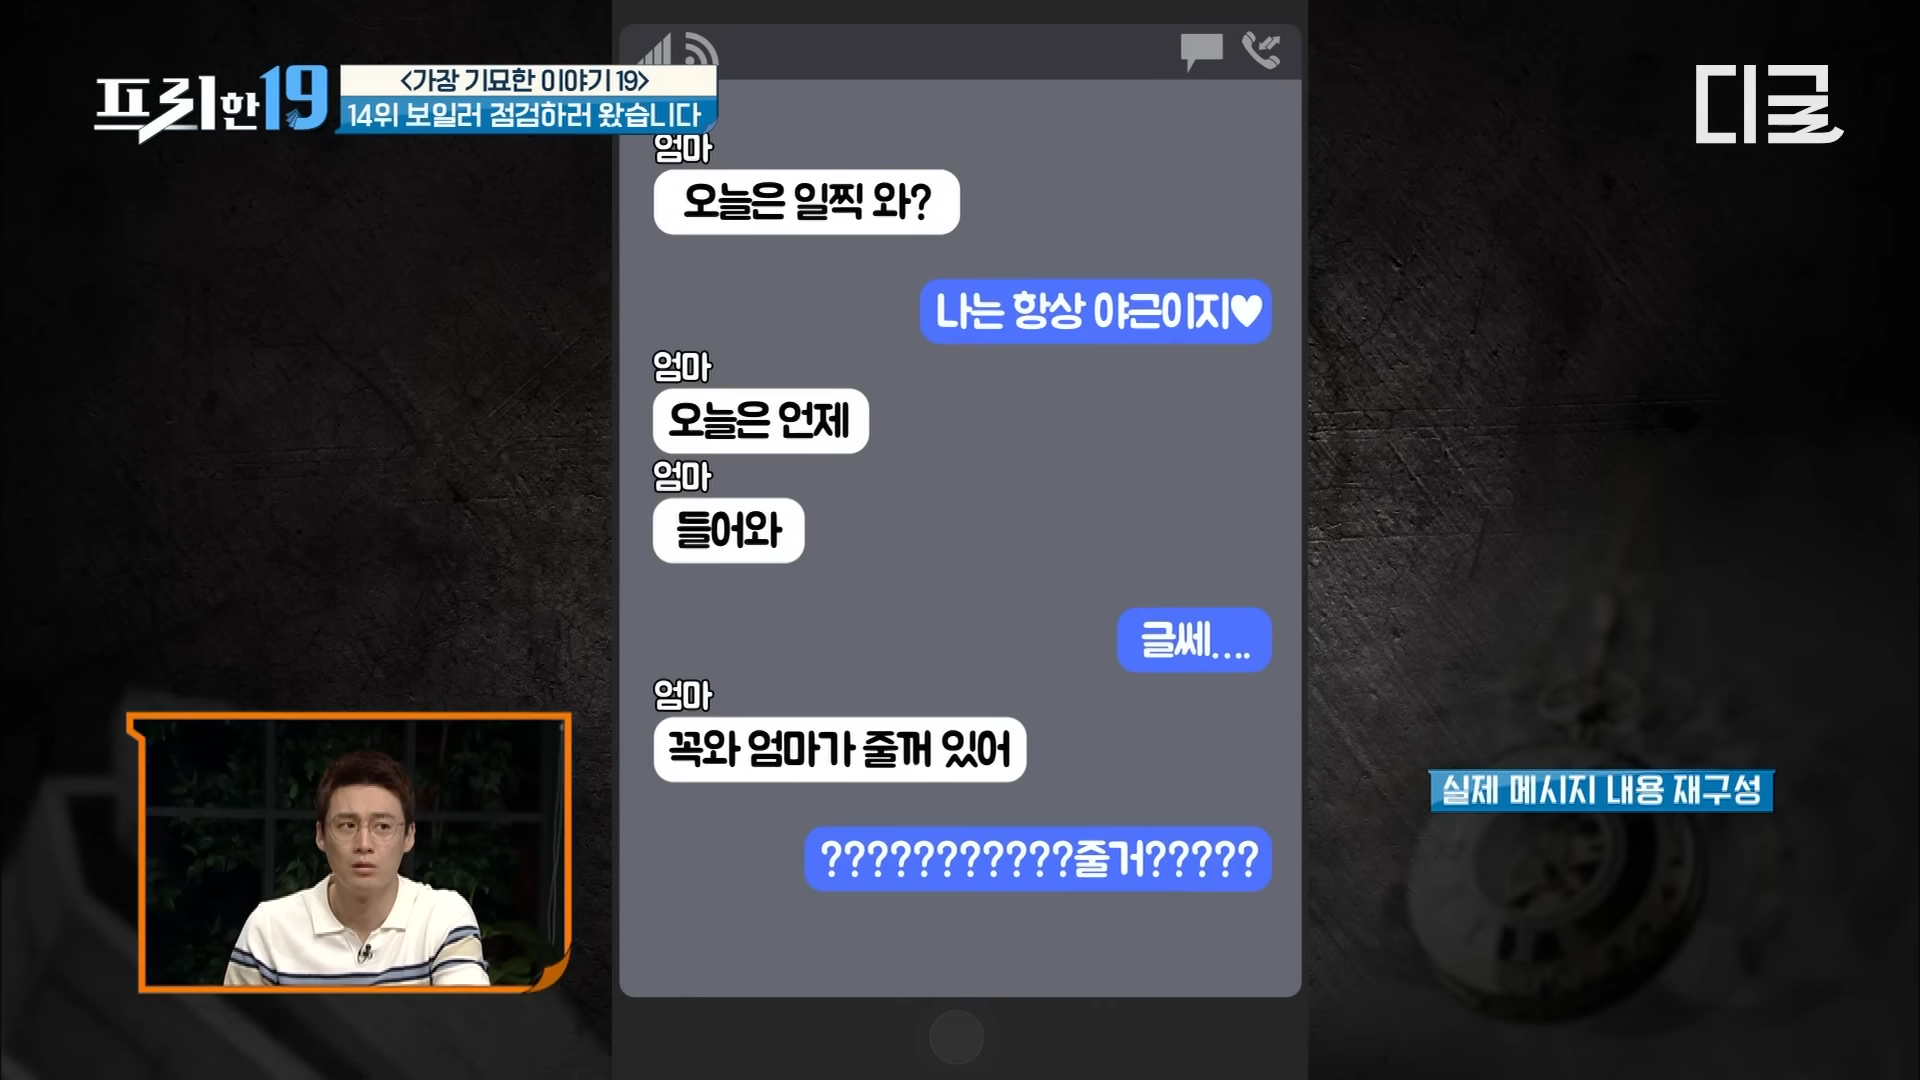 프리한19
<가장 기묘한 이야기 19>
14위 보일러 점검하러 왔습니다
디글
엄마
오늘은 일찍 와?
나는 항상 야근이지♥
엄마
오늘은 언제
엄마
들어와
글쎄....
엄마
꼭와 엄마가 줄꺼 있어
실제 메시지 내용 재구성
???????????줄거?????